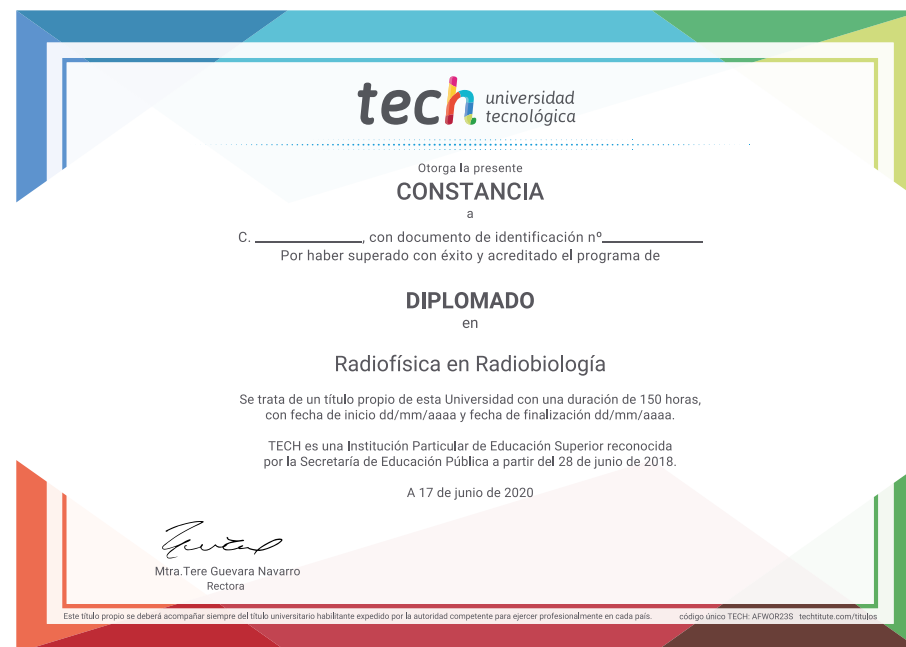 tech universidad
tecnológica
Otorga la presente
CONSTANCIA
a
C. ____________, con documento de identificación nº____________
Por haber superado con éxito y acreditado el programa de
DIPLOMADO
en
Radiofísica en Radiobiología
Se trata de un título propio de esta Universidad con una duración de 150 horas,
con fecha de inicio dd/mm/aaaa y fecha de finalización dd/mm/aaaa.
TECH es una Institución Particular de Educación Superior reconocida
por la Secretaría de Educación Pública a partir del 28 de junio de 2018.
A 17 de junio de 2020
Mtra.Tere Guevara Navarro
Rectora
Este título propio se deberá acompañar siempre del título universitario habilitante expedido por la autoridad competente para ejercer profesionalmente en cada país. código único TECH: AFWOR23S techtitute.com/titulos